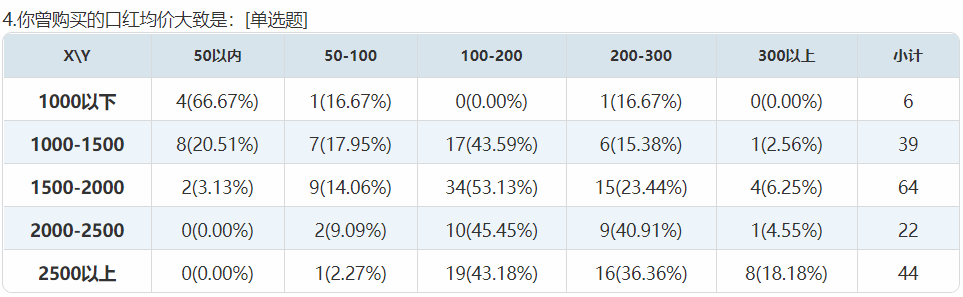 4.你曾购买的口红均价大致是：[单选题]
X\Y 50以内 50-100 100-200 200-300 300以上 小计
1000以下 4(66.67%) 1(16.67%) 0(0.00%) 1(16.67%) 0(0.00%) 6
1000-1500 8(20.51%) 7(17.95%) 17(43.59%) 6(15.38%) 1(2.56%) 39
1500-2000 2(3.13%) 9(14.06%) 34(53.13%) 15(23.44%) 4(6.25%) 64
2000-2500 0(0.00%) 2(9.09%) 10(45.45%) 9(40.91%) 1(4.55%) 22
2500以上 0(0.00%) 1(2.27%) 19(43.18%) 16(36.36%) 8(18.18%) 44